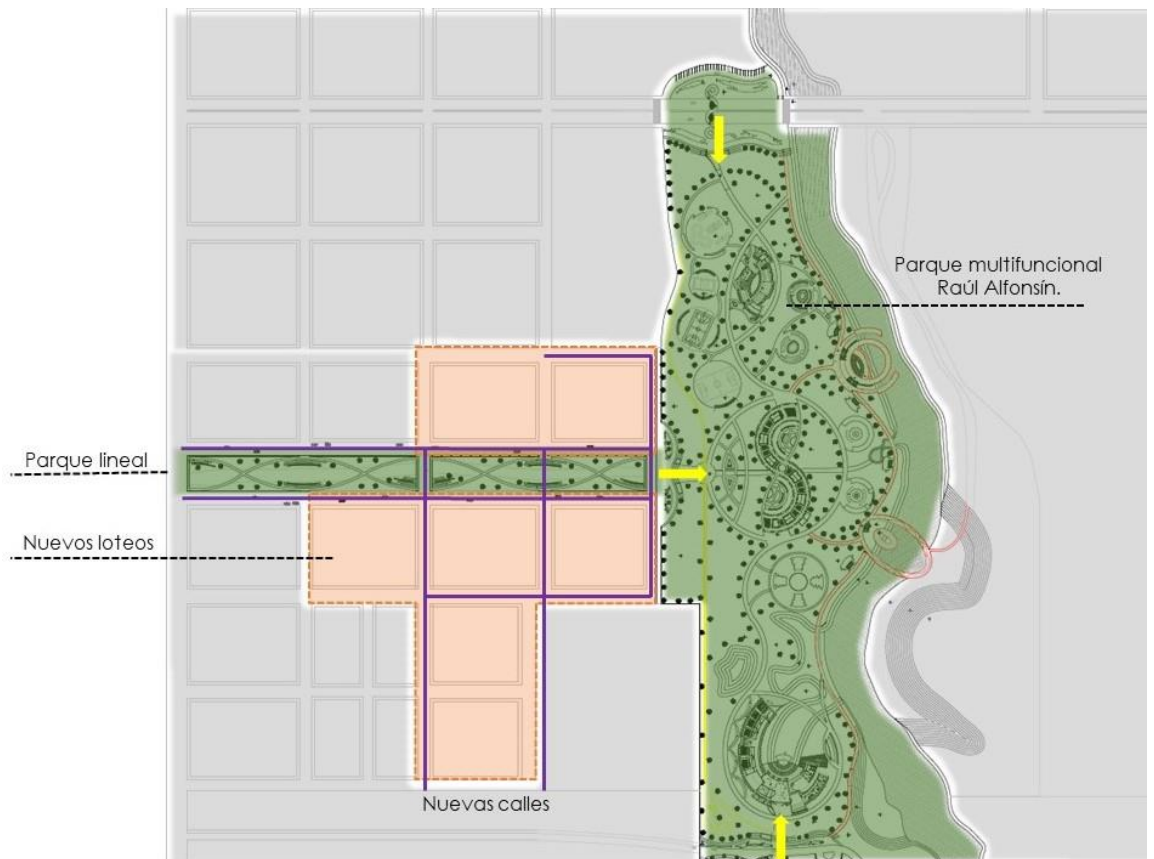 Parque multifuncional
Raúl Alfonsín.
Parque lineal
Nuevos loteos
Nuevas calles